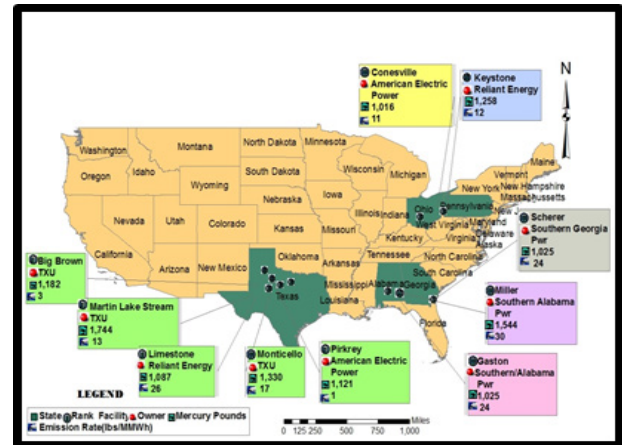 Conesville
American Electric
Power
1,016
11
Keystone
Reliant Energy
1,258
12
N
Washington
Montana
North Dakota
Minnesota
Maine
Oregon
Idaho
South Dakota
Wisconsin
Michigan
Vermont
New York
New Hampshire
Massachusetts
Wyoming
Nebraska
Iowa
Pennsylvania
New J
Nevada
Utah
Colorado
Illinois
Indiana
Ohio
Maryland
Delaware
Alaska
West Virginia
Virginia
Kansas
Missouri
Kentucky
California
Arizona
New Mexico
Oklahoma
Arkansas
Tennessee
North Carolina
South Carolina
Texas
Louisiana
Mississippi
Alabama
Georgia
Florida
Scherer
Southern Georgia
Pwr
1,025
24
Big Brown
TXU
1,182
3
Martin Lake Stream
TXU
1,744
13
Limestone
Reliant Energy
1,087
26
Monticello
TXU
1,330
17
Pirkrey
American Electric
Power
1,121
1
Miller
Southern Alabama
Pwr
1,544
30
Gaston
Southern/Alabama
Pwr
1,025
24
LEGEND
State Rank Facility Owner Mercury Pounds
Emission Rate(lbs/MMWh)
Miles
0 125 250 500 750 1,000